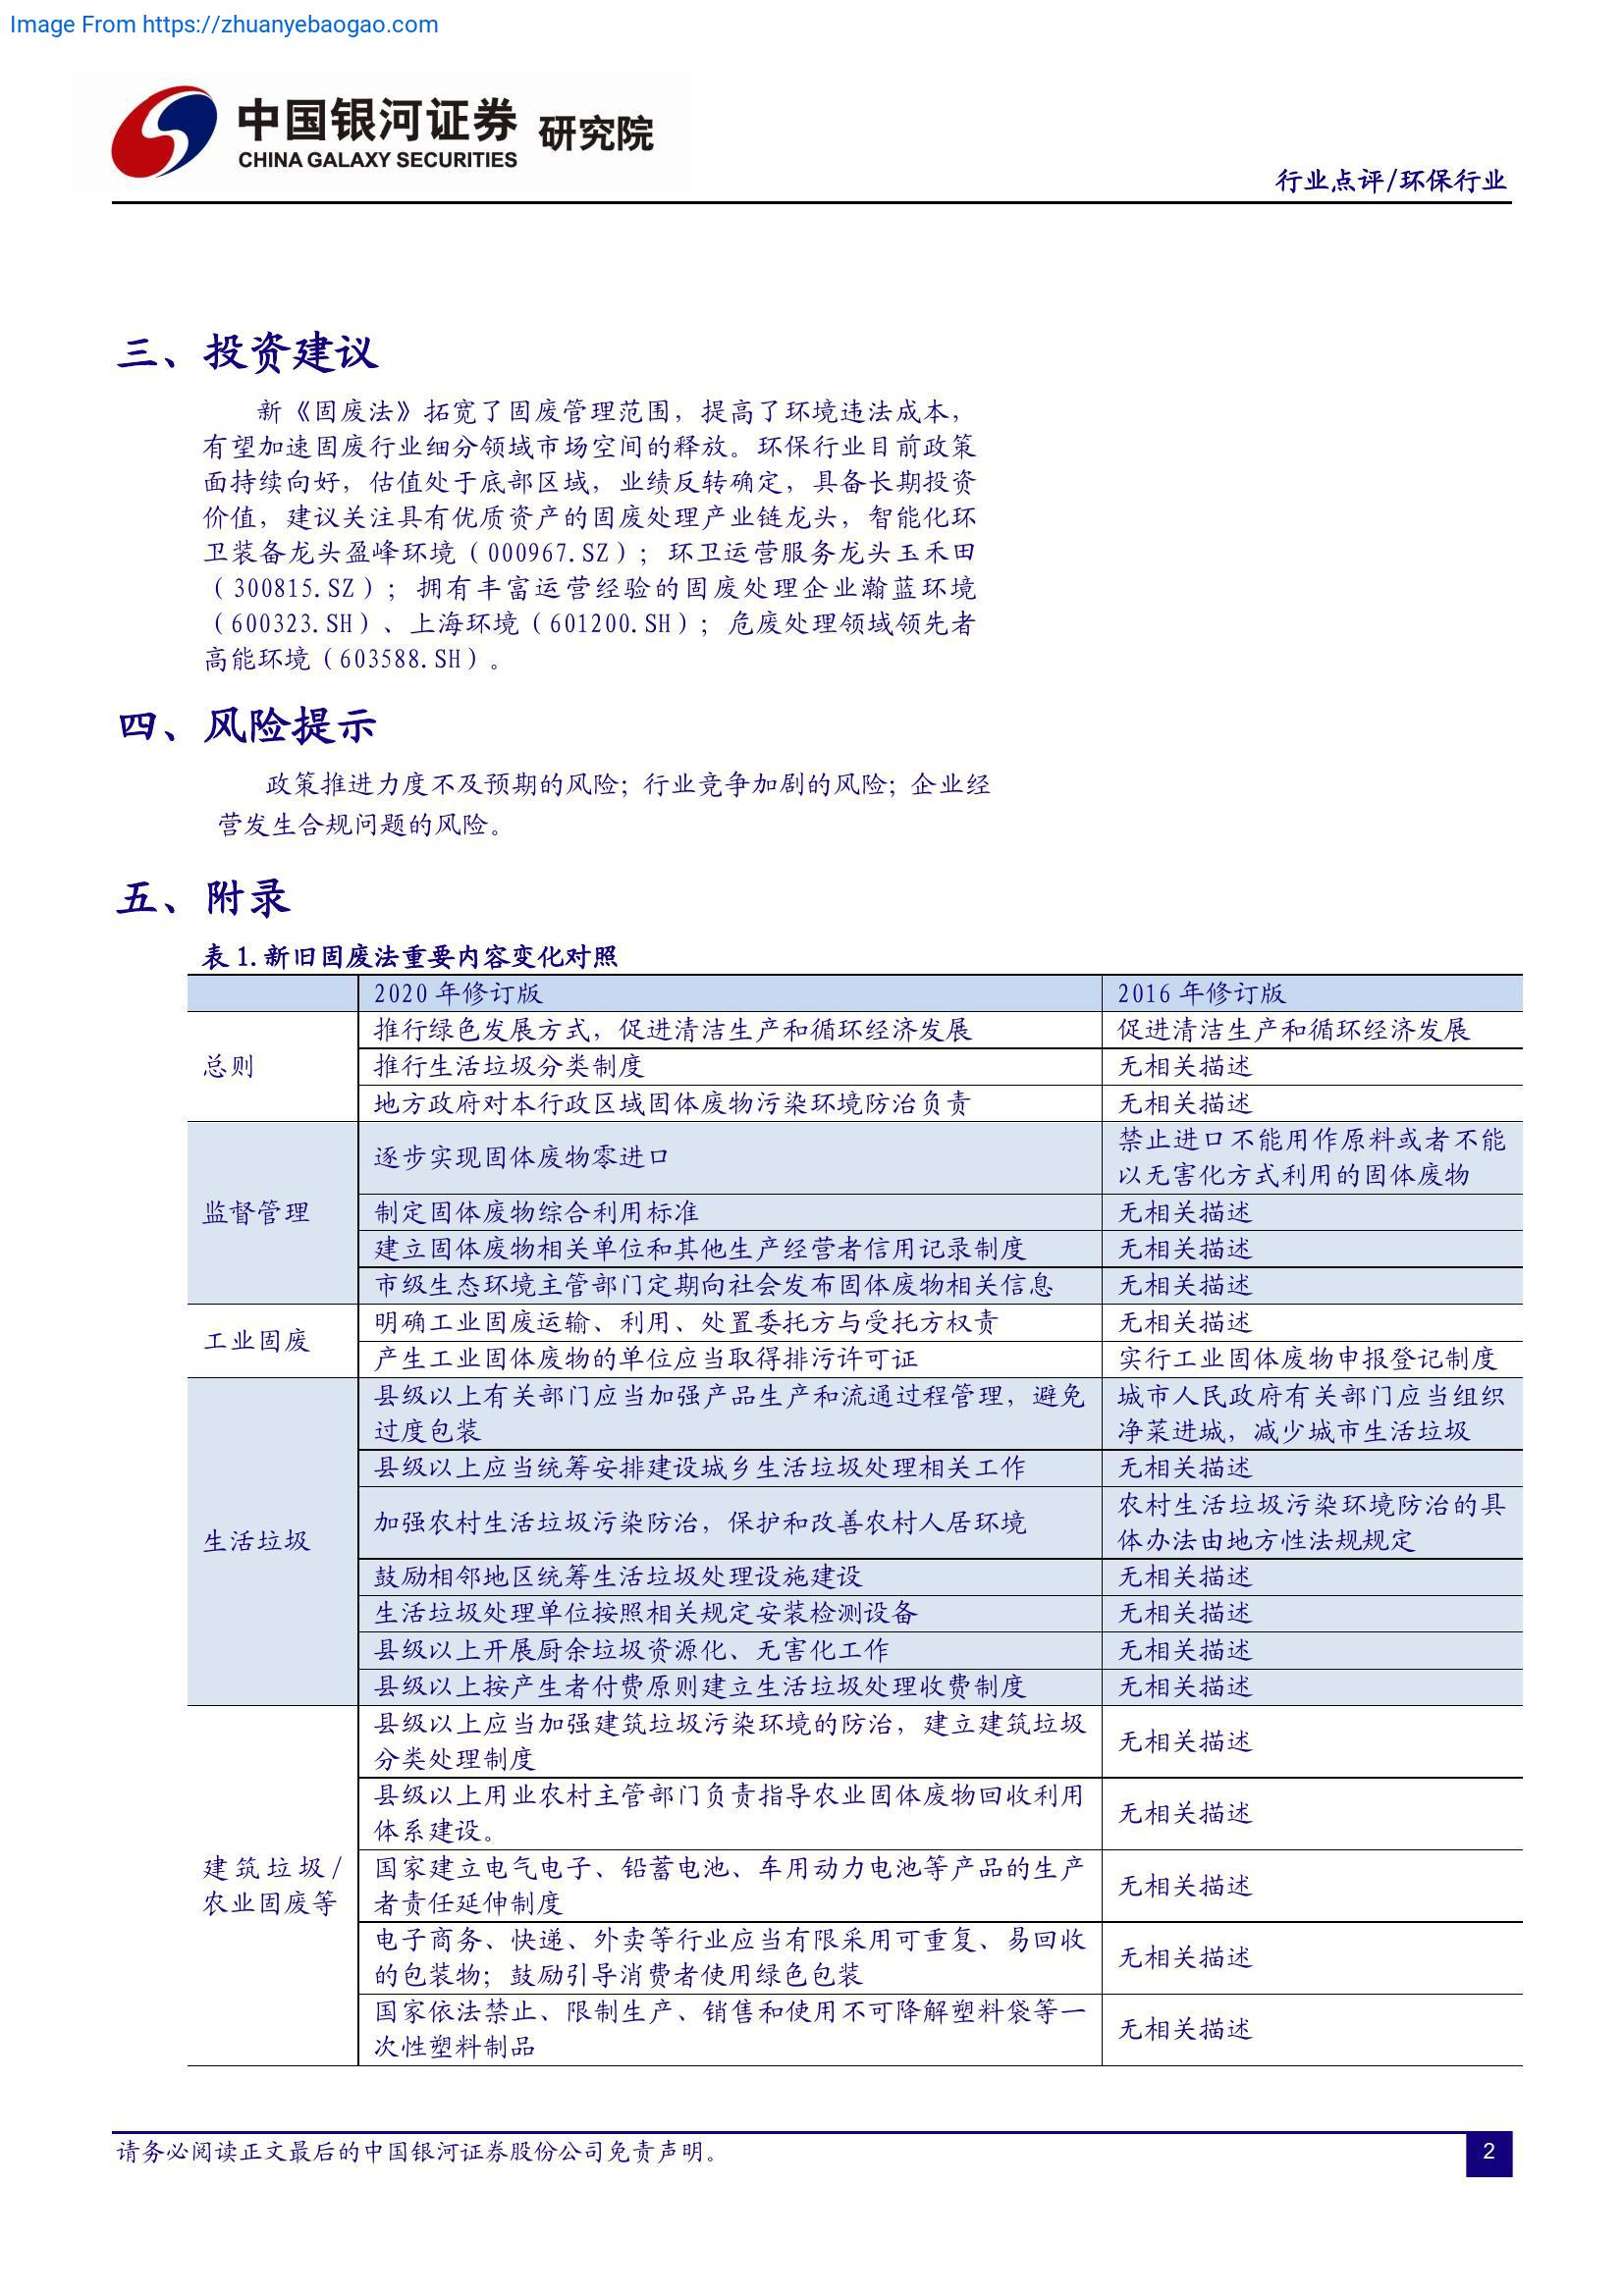 Image From https://zhuanyebaogao.com
中国银河证券 研究院
CHINA GALAXY SECURITIES
行业点评/环保行业
三、投资建议
新《固废法》拓宽了固废管理范围，提高了环境违法成本，
有望加速固废行业细分领域市场空间的释放。环保行业目前政策
面持续向好，估值处于底部区域，业绩反转确定，具备长期投资
价值，建议关注具有优质资产的固废处理产业链龙头，智能化环
卫装备龙头盈峰环境（000967.SZ）；环卫运营服务龙头玉禾田
（300815.SZ）；拥有丰富运营经验的固废处理企业瀚蓝环境
（600323.SH）、上海环境（601200.SH）；危废处理领域领先者
高能环境（603588.SH）。
四、风险提示
政策推进力度不及预期的风险；行业竞争加剧的风险；企业经
营发生合规问题的风险。
五、附录
表 1.新旧固废法重要内容变化对照
2020 年修订版 2016 年修订版
总则
推行绿色发展方式，促进清洁生产和循环经济发展 促进清洁生产和循环经济发展
推行生活垃圾分类制度 无相关描述
地方政府对本行政区域固体废物污染环境防治负责 无相关描述
监督管理
逐步实现固体废物零进口
禁止进口不能用作原料或者不能
以无害化方式利用的固体废物
制定固体废物综合利用标准 无相关描述
建立固体废物相关单位和其他生产经营者信用记录制度 无相关描述
市级生态环境主管部门定期向社会发布固体废物相关信息 无相关描述
工业固废
明确工业固废运输、利用、处置委托方与受托方权责 无相关描述
产生工业固体废物的单位应当取得排污许可证 实行工业固体废物申报登记制度
生活垃圾
县级以上有关部门应当加强产品生产和流通过程管理，避免
过度包装
城市人民政府有关部门应当组织
净菜进城，减少城市生活垃圾
县级以上应当统筹安排建设城乡生活垃圾处理相关工作 无相关描述
加强农村生活垃圾污染防治，保护和改善农村人居环境
农村生活垃圾污染环境防治的具
体办法由地方性法规规定
鼓励相邻地区统筹生活垃圾处理设施建设 无相关描述
生活垃圾处理单位按照相关规定安装检测设备 无相关描述
县级以上开展厨余垃圾资源化、无害化工作 无相关描述
县级以上按产生者付费原则建立生活垃圾处理收费制度 无相关描述
建筑垃圾/
农业固废等
县级以上应当加强建筑垃圾污染环境的防治，建立建筑垃圾
分类处理制度
无相关描述
县级以上用业农村主管部门负责指导农业固体废物回收利用
体系建设。
无相关描述
国家建立电气电子、铅蓄电池、车用动力电池等产品的生产
者责任延伸制度
无相关描述
电子商务、快递、外卖等行业应当有限采用可重复、易回收
的包装物；鼓励引导消费者使用绿色包装
无相关描述
国家依法禁止、限制生产、销售和使用不可降解塑料袋等一
次性塑料制品
无相关描述
请务必阅读正文最后的中国银河证券股份公司免责声明。
2